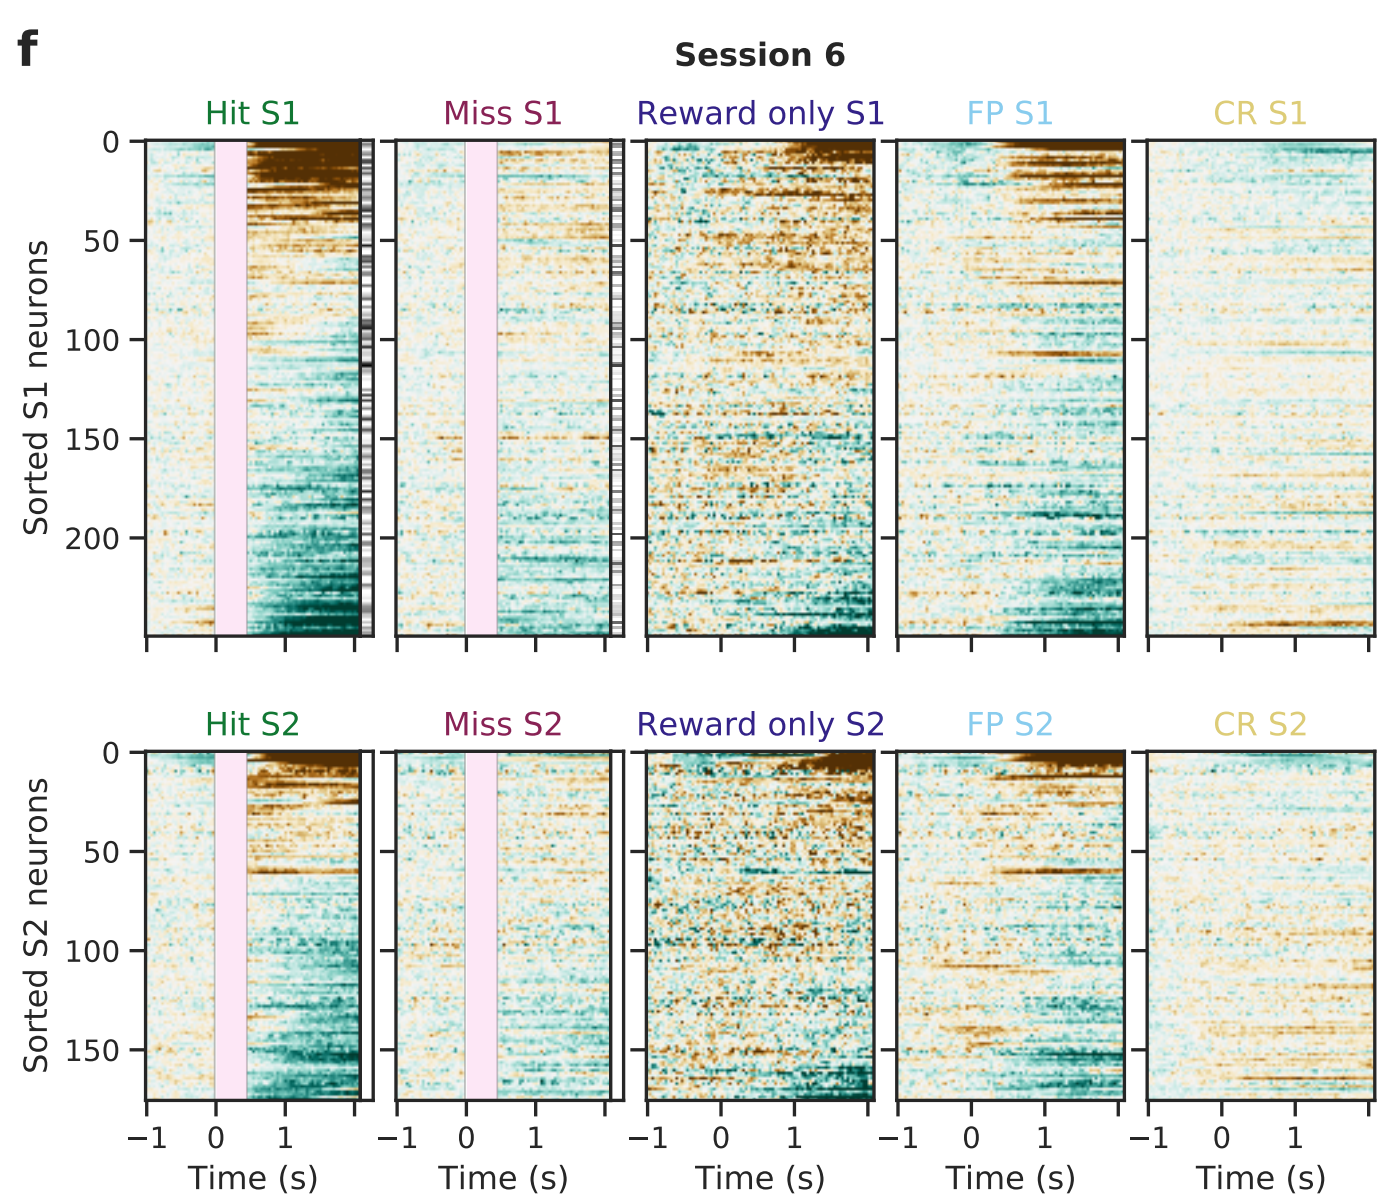 f
Session 6
Hit S1 Miss S1 Reward only S1 FP S1 CR S1
Sorted S1 neurons
0
50
100
150
200
Hit S2 Miss S2 Reward only S2 FP S2 CR S2
Sorted S2 neurons
0
50
100
150
−1 0 1 −1 0 1 −1 0 1 −1 0 1 −1 0 1
Time (s) Time (s) Time (s) Time (s) Time (s)